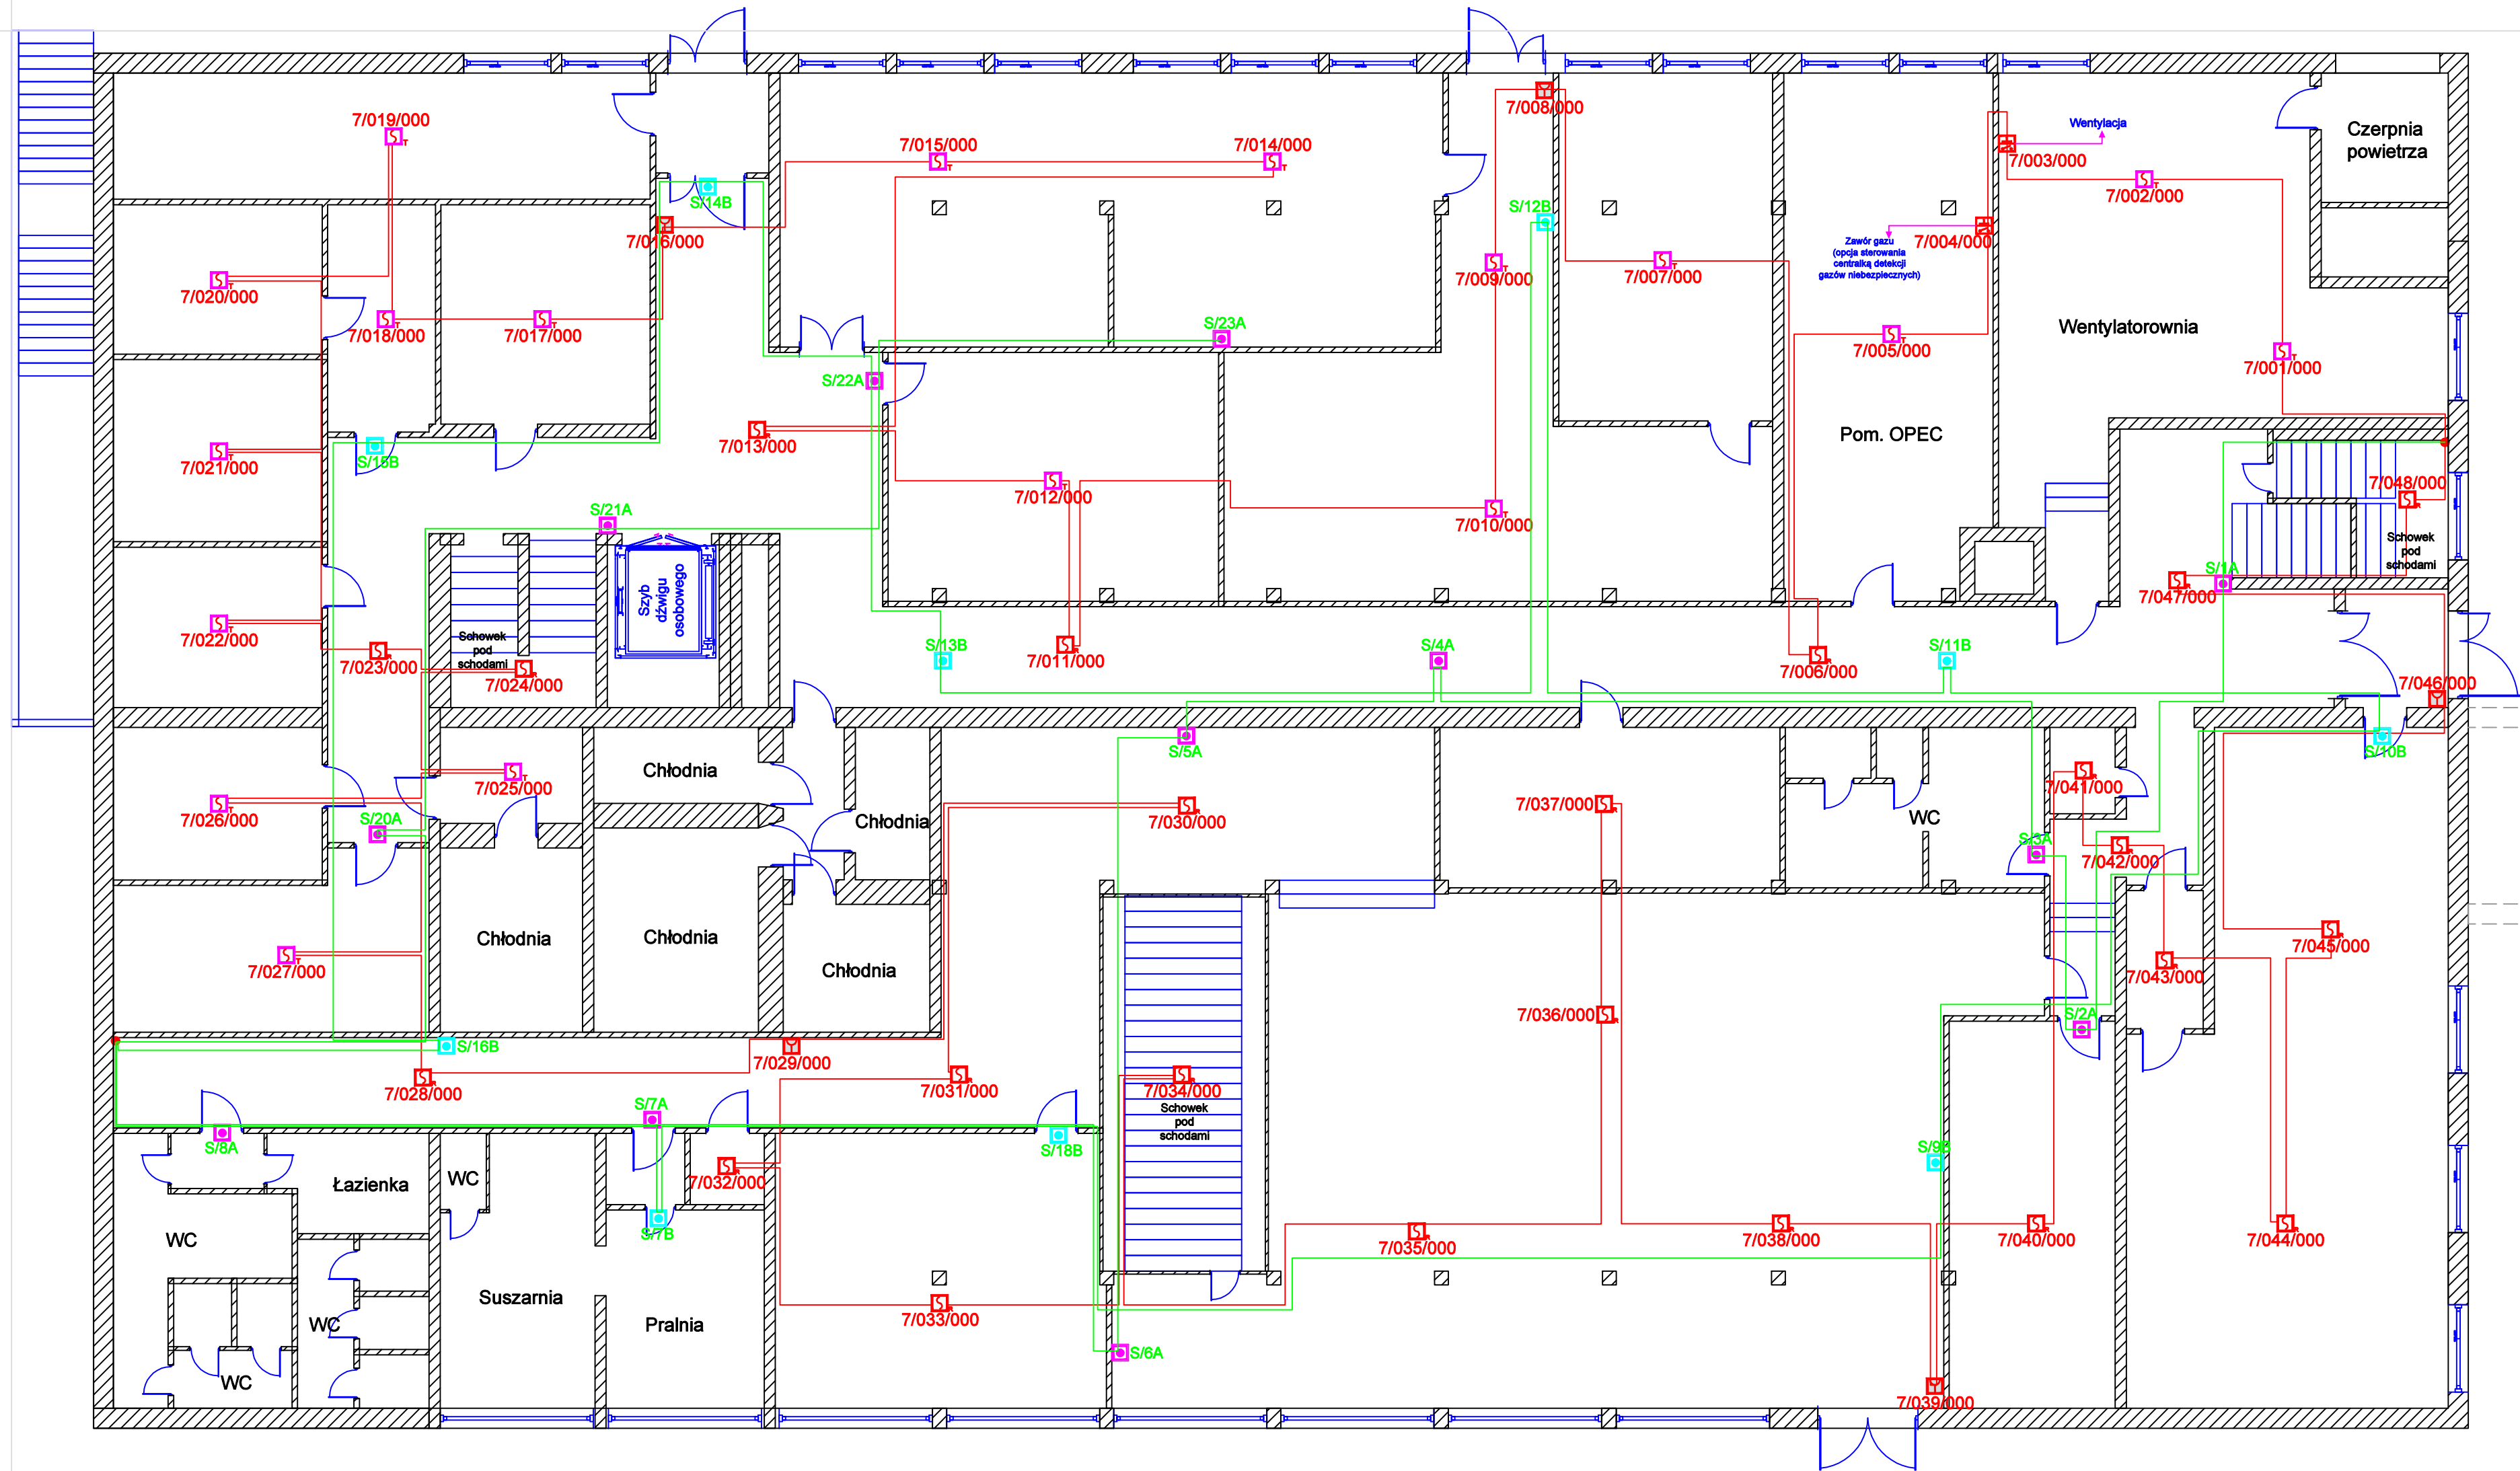 7/008/000
7/019/000
Wentylacja
Czerpnia
powietrza
7/015/000
7/014/000
7/003/000
7/002/000
S/14B
S/12B
7/016/000
7/004/000
Zawór gazu
(opcja sterowania
centralką detekcji
gazów niebezpiecznych)
7/009/000
7/007/000
7/020/000
7/018/000
7/017/000
S/23A
Wentylatorownia
7/005/000
7/001/000
S/22A
7/013/000
Pom. OPEC
S/15B
7/021/000
7/012/000
7/048/000
S/21A
7/010/000
Schowek
pod
schodami
Szyb
dźwigu
osobowego
S/1A
7/047/000
7/022/000
Schowek
pod
schodami
7/023/000
7/024/000
S/13B
7/011/000
S/4A
7/006/000
S/11B
7/046/000
S/5A
S/10B
Chłodnia
7/025/000
7/041/000
7/026/000
S/20A
Chłodnia
7/030/000
7/037/000
WC
S/3A
7/042/000
Chłodnia
Chłodnia
Chłodnia
7/027/000
7/045/000
7/043/000
7/036/000
S/2A
S/16B
7/029/000
7/028/000
7/031/000
7/034/000
Schowek
pod
schodami
S/7A
S/8A
S/18B
S/9B
Łazienka
WC
7/032/000
WC
S/7B
7/035/000
7/038/000
7/040/000
7/044/000
Suszarnia
7/033/000
WC
Pralnia
S/6A
WC
7/039/000